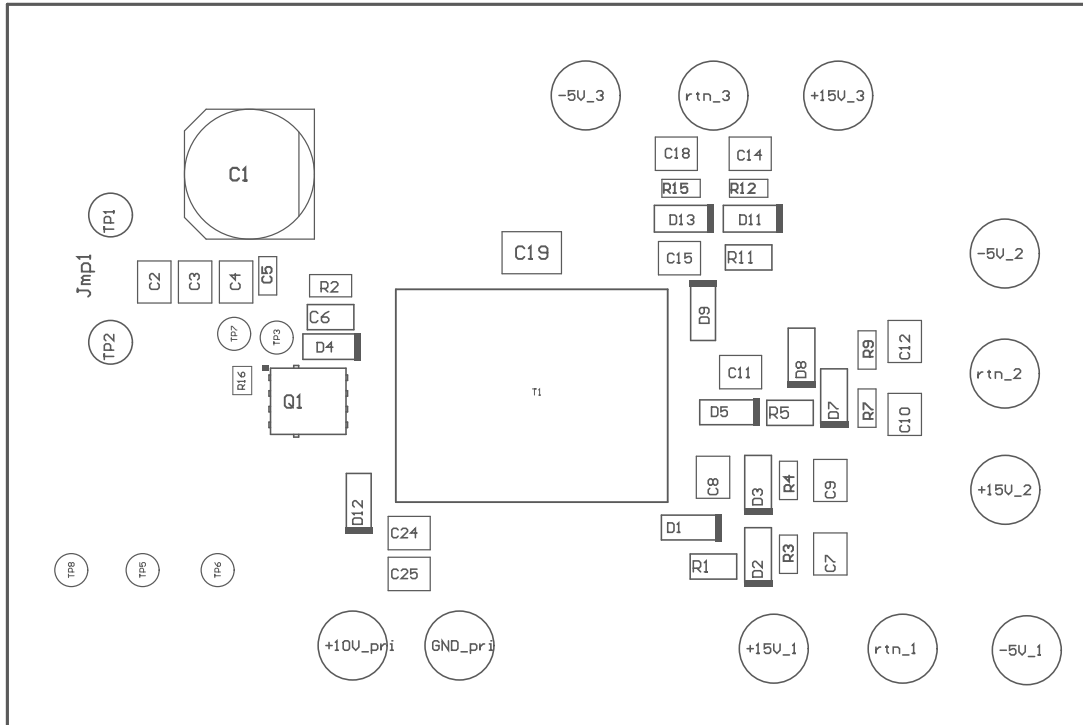 -5V_3
rtn_3
+15V_3
C18
C14
C1
R15
R12
TP1
D13
D11
C19
C15
R11
-5V_2
Jmp1
C2
C3
C4
C5
R2
C6
D9
TP7
TP3
TP2
D4
R9
C12
D8
rtn_2
C11
R16
Q1
T1
D5
R5
D7
R7
C10
C8
D3
R4
C9
+15V_2
D12
C24
D1
R3
C7
C25
R1
D2
TP8
TP5
TP6
+10V_pri
GND_pri
+15V_1
rtn_1
-5V_1